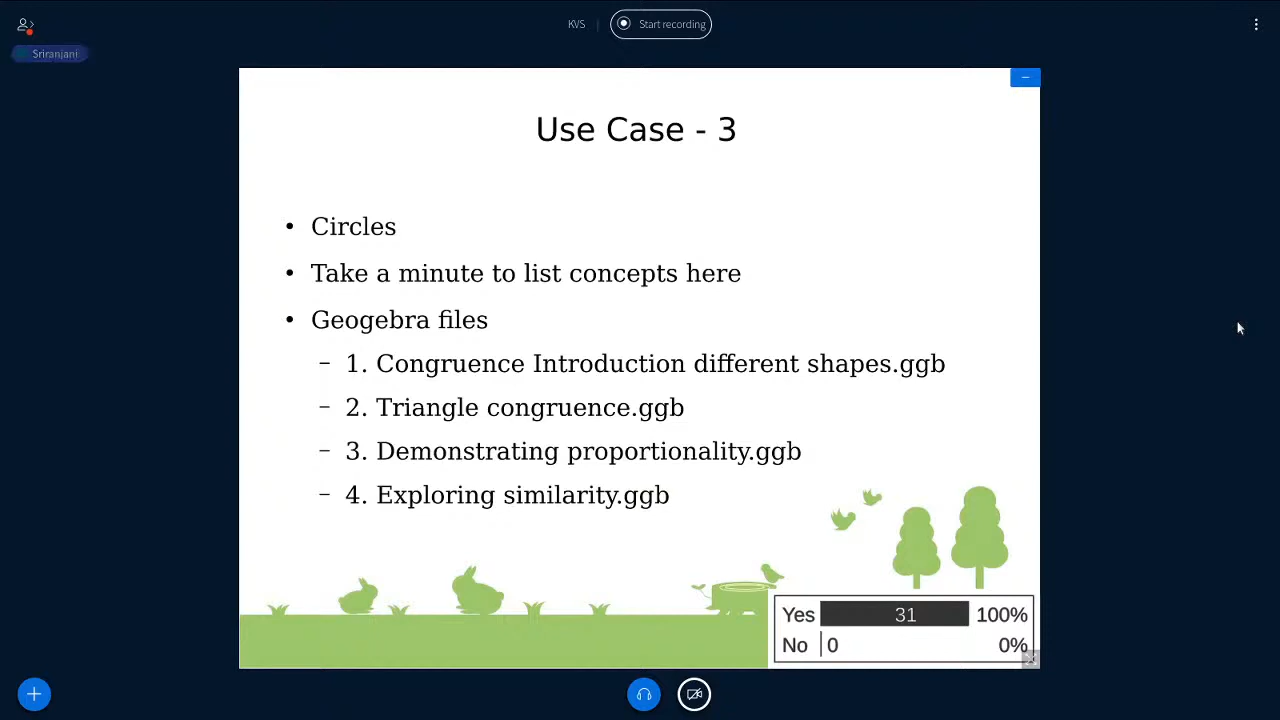 KVS
Start recording
Sriranjani
Use Case - 3
• Circles
• Take a minute to list concepts here
• Geogebra files
– 1. Congruence Introduction different shapes.ggb
– 2. Triangle congruence.ggb
– 3. Demonstrating proportionality.ggb
– 4. Exploring similarity.ggb
Yes 31 100%
No 0 0%